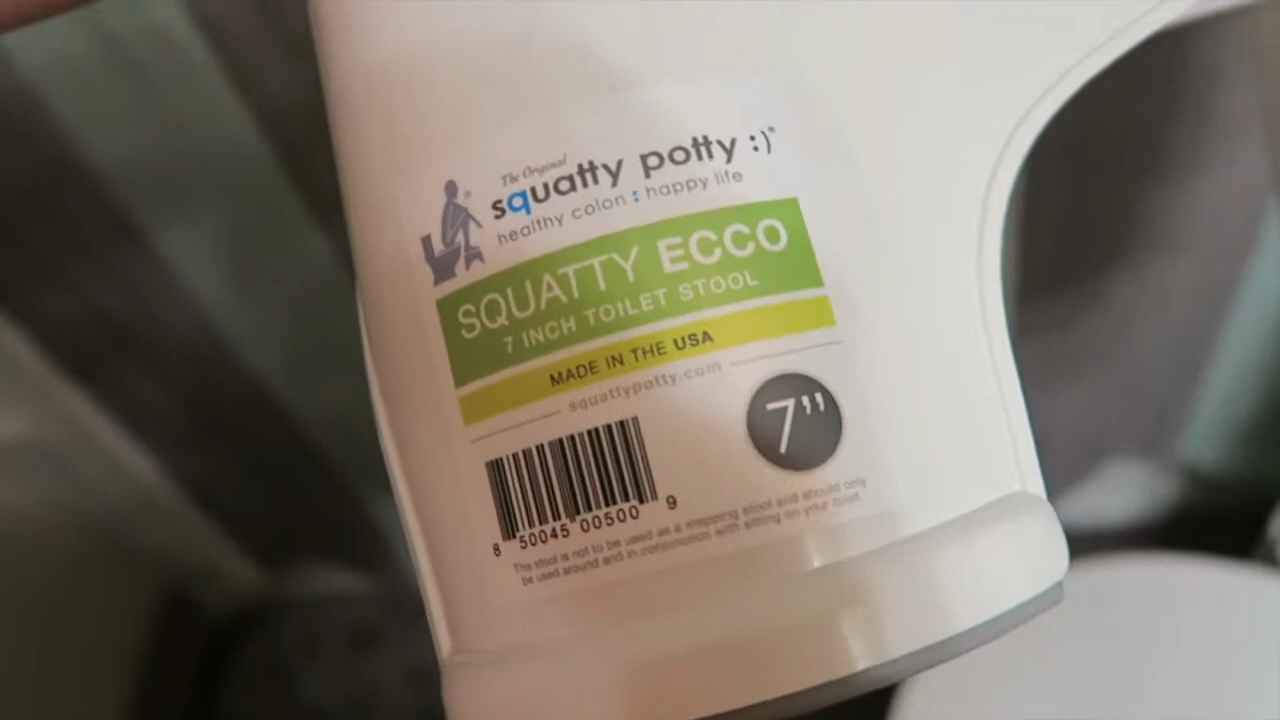 The Original
squatty potty :)®
healthy colon : happy life
SQUATTY ECCO
7 INCH TOILET STOOL
MADE IN THE USA
squattypotty.com
7"
8 50045 00500 9
This stool is not to be used as a stepping stool and should only
be used around and in conjunction with sitting on your toilet.